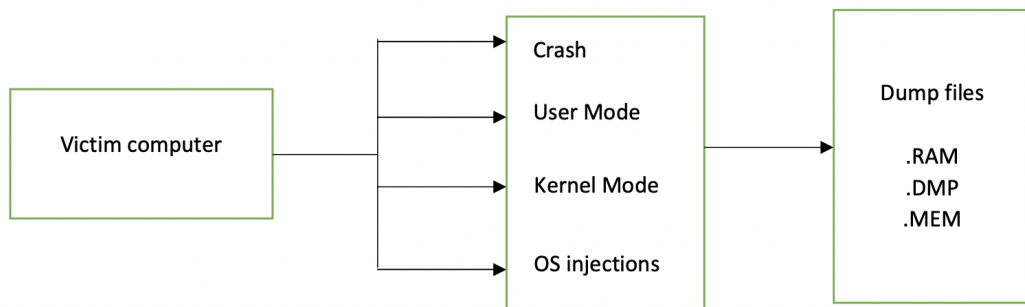 Victim computer
Crash
User Mode
Kernel Mode
OS injections
Dump files
.RAM
.DMP
.MEM